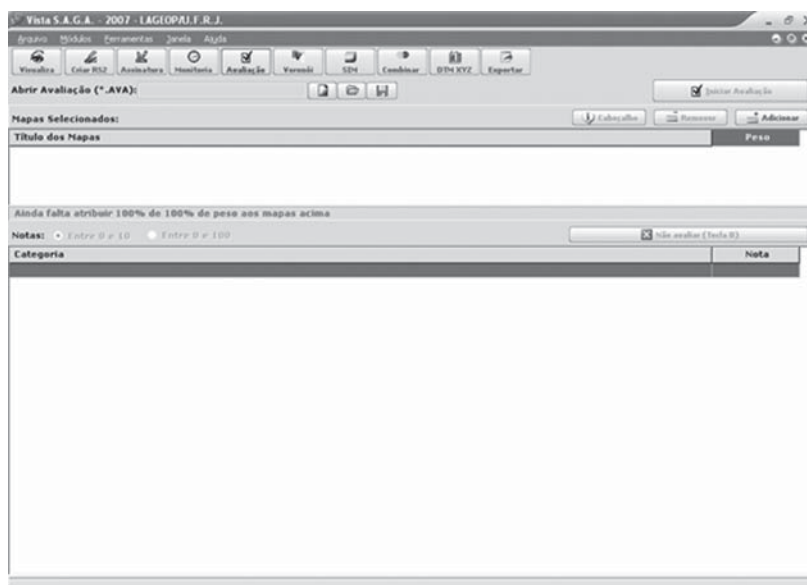 Vista S.A.G.A. - 2007 - LAGEOP/U.F.R.J.
Arquivo Módulos Ferramentas Janela Ajuda
Visualiza Criar RS2 Assinatura Monitoria Avaliação Voronói SD4 Combinar DTM XYZ Exportar
Abrir Avaliação (*.AVA): Iniciar Avaliação
Mapas Selecionados: Cabeçalho Remover Adicionar
Título dos Mapas Peso
Ainda falta atribuir 100% de 100% de peso aos mapas acima
Notas: Entre 0 e 10 Entre 0 e 100 Não avaliar (Tecla R)
Categoria Nota